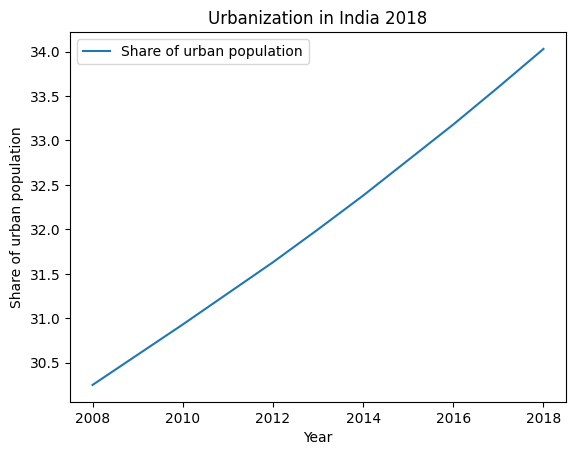 Urbanization in India 2018
Share of urban population
34.0
33.5
33.0
32.5
32.0
31.5
31.0
30.5
Share of urban population
2008 2010 2012 2014 2016 2018
Year